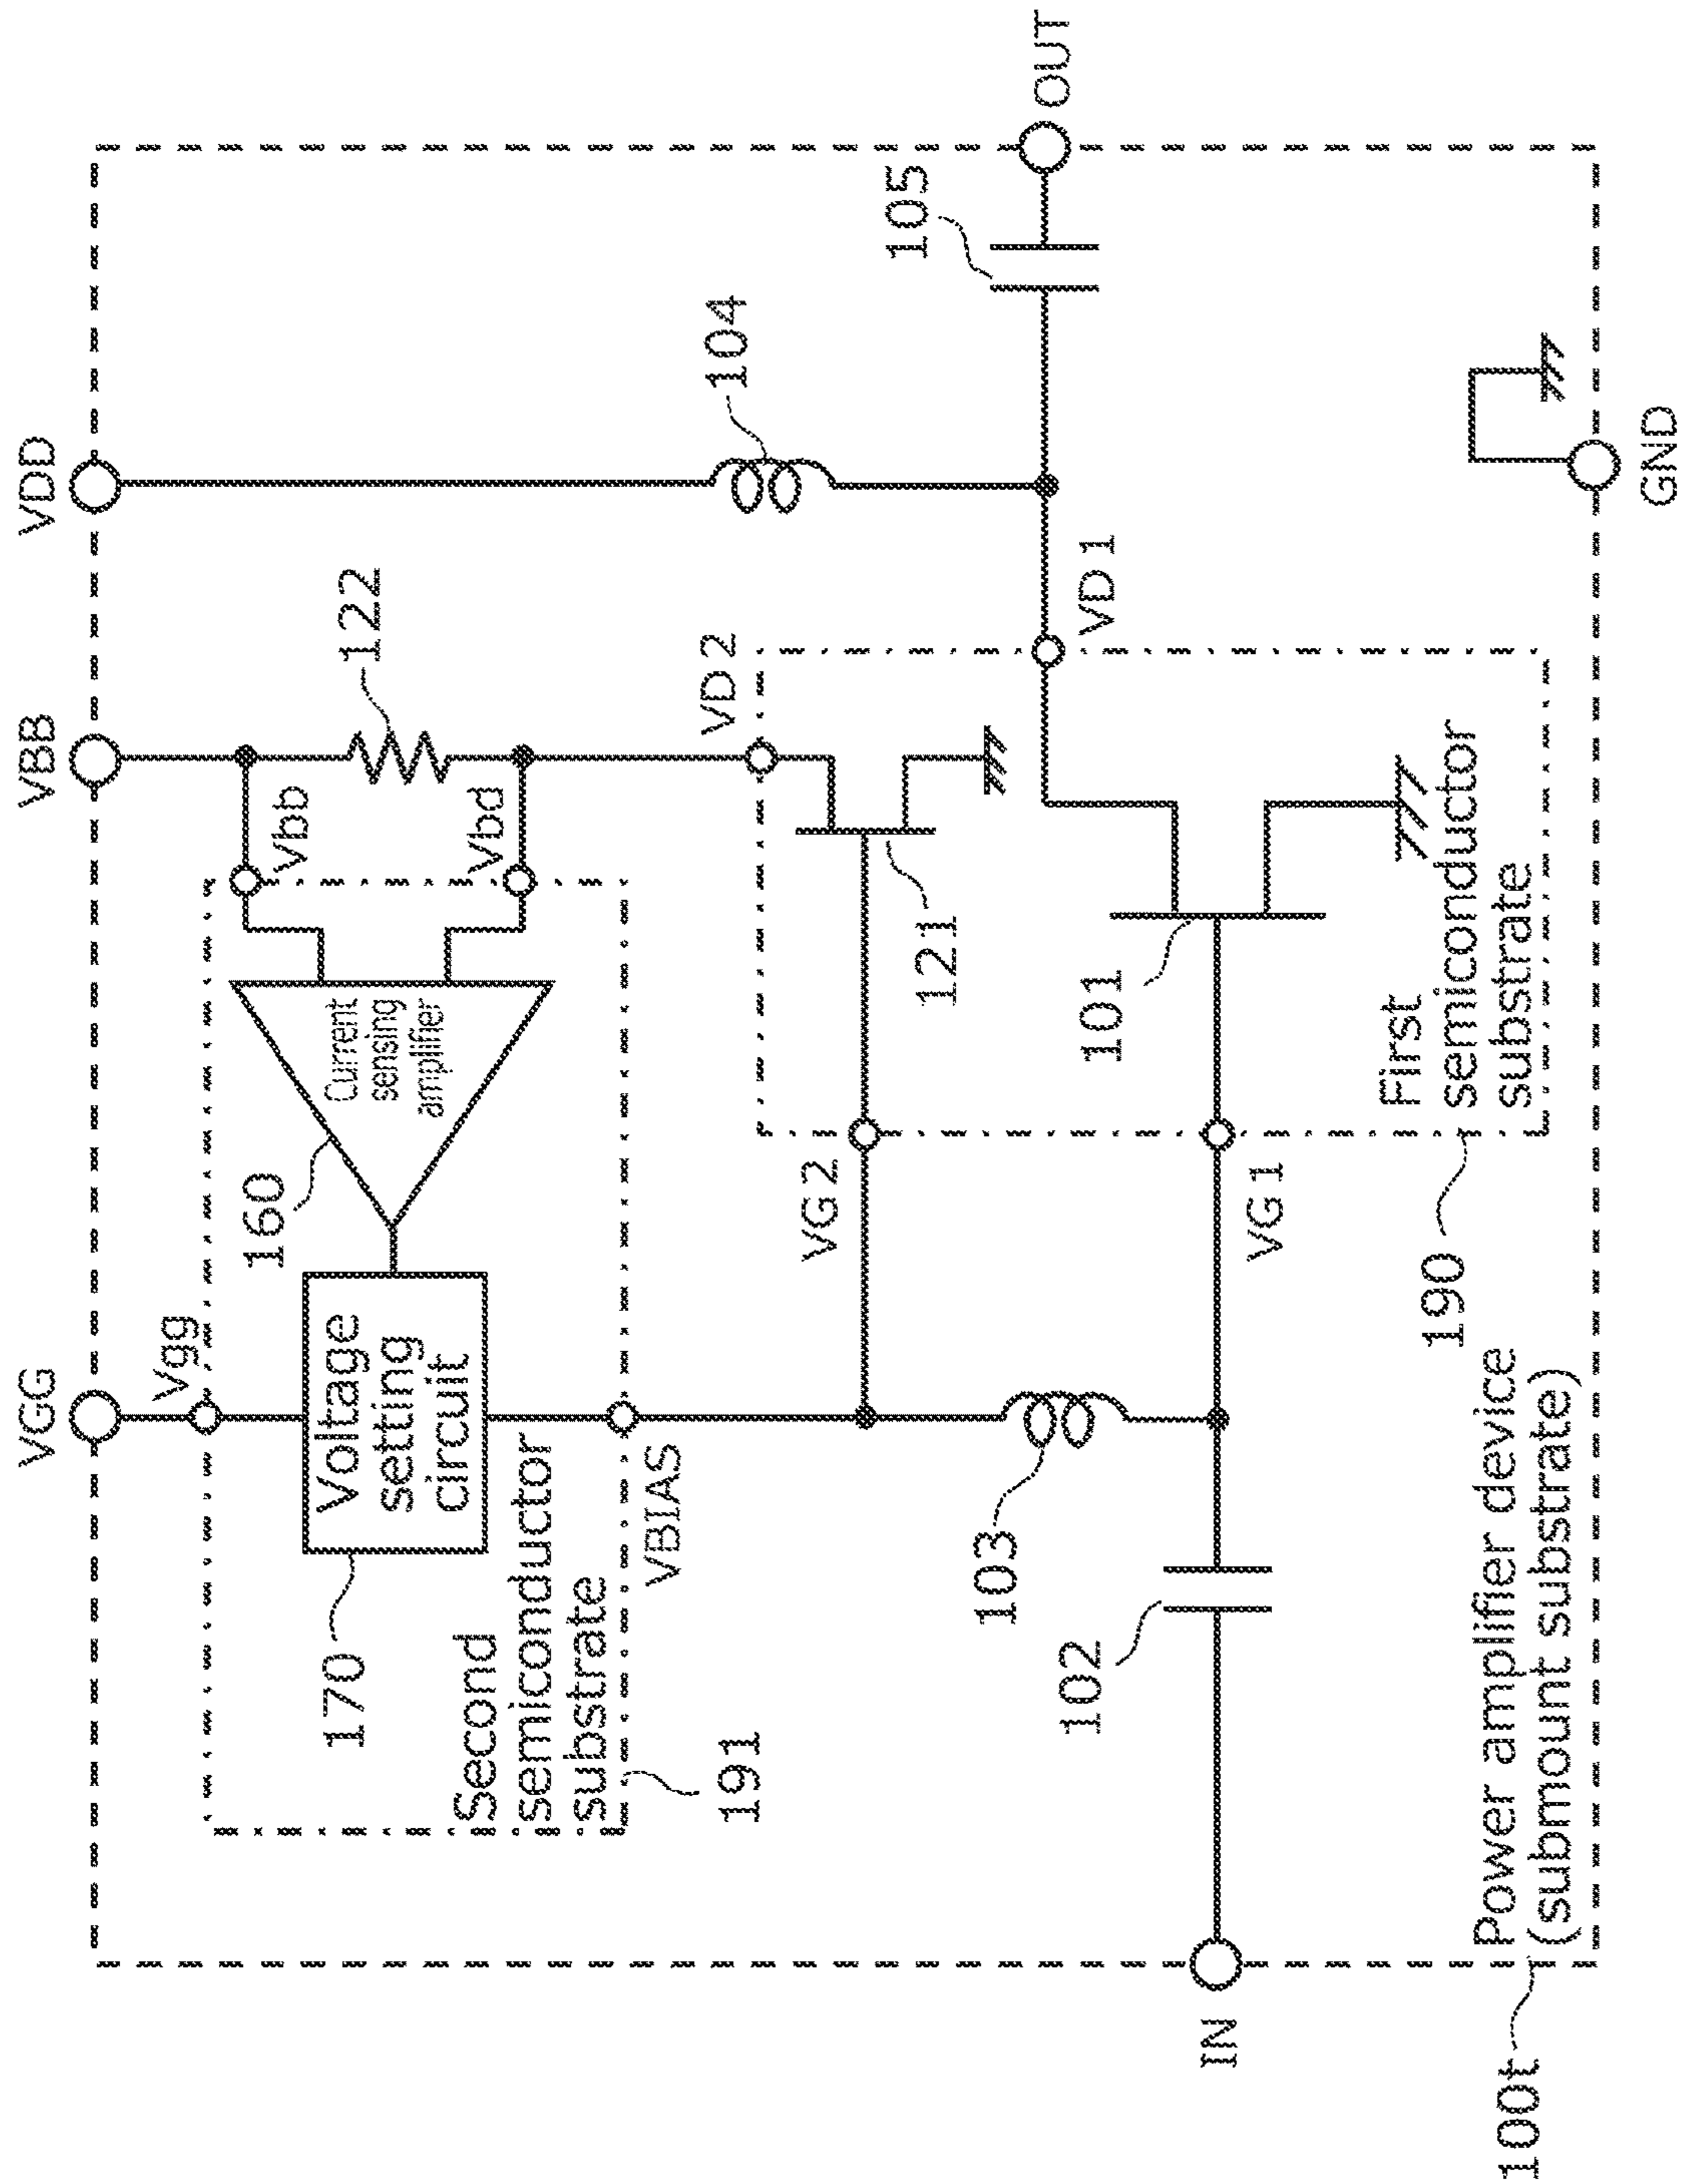 VGG
VBB
VDD
Vgg
Vbb
Vbd
170
Voltage
setting
circuit
160
Current
sensing
amplifier
122
Second
semiconductor
substrate
191
VBIAS
VG 2
VD 2
104
121
103
105
OUT
102
VG 1
101
VD 1
IN
First
semiconductor
substrate
190
GND
100t
Power amplifier device
(submount substrate)